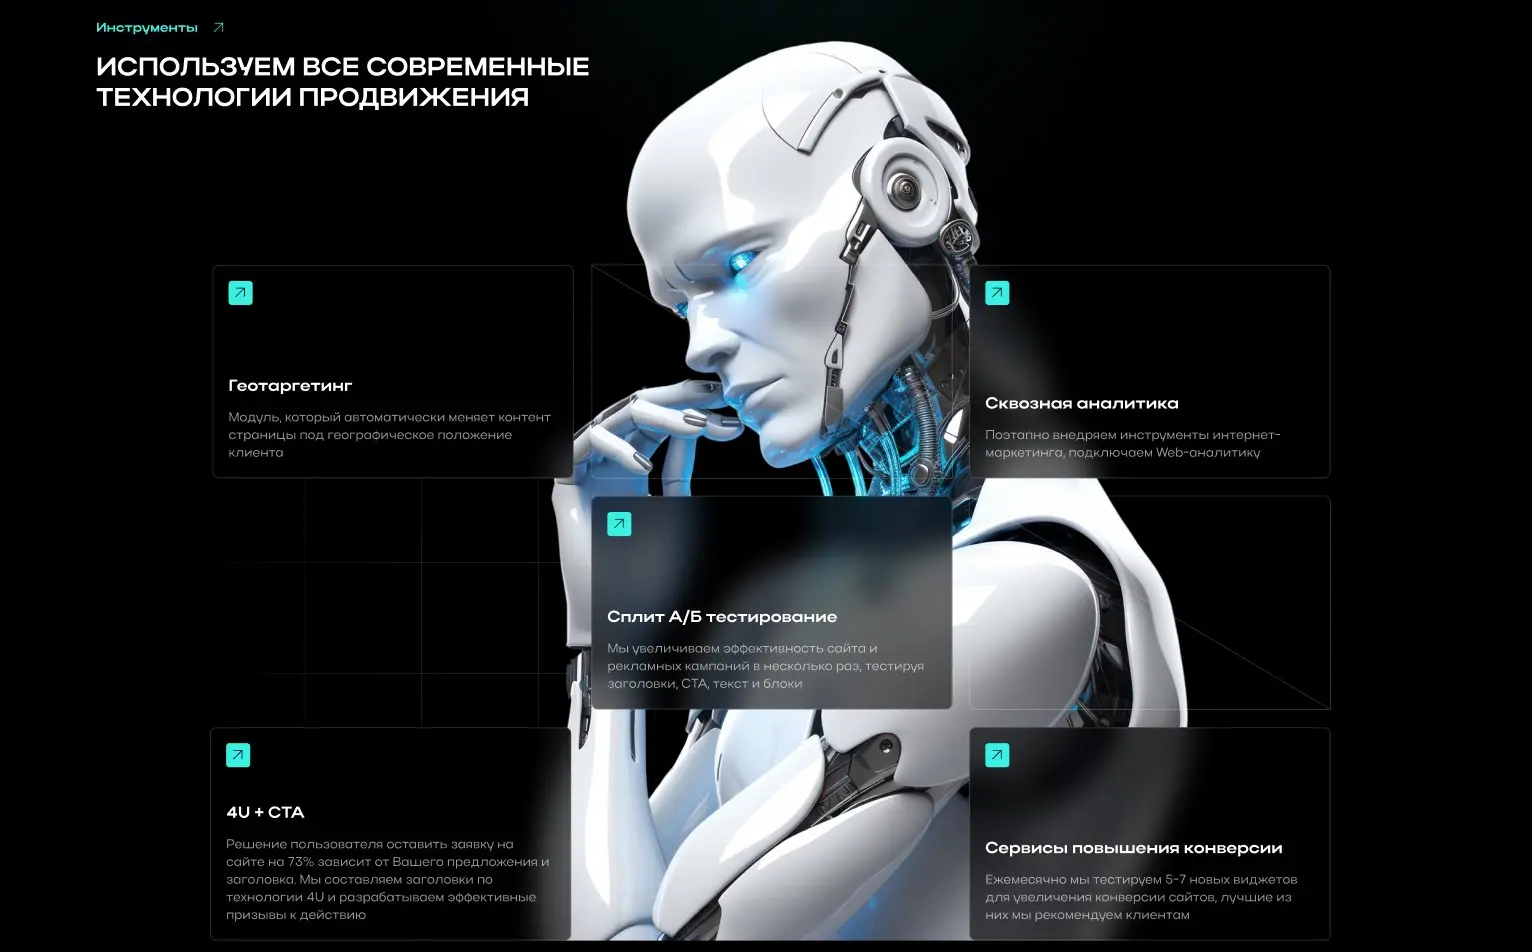 Инструменты
ИСПОЛЬЗУЕМ ВСЕ СОВРЕМЕННЫЕ
ТЕХНОЛОГИИ ПРОДВИЖЕНИЯ
Геотаргетинг
Модуль, который автоматически меняет контент
страницы под географическое положение
клиента
Сквозная аналитика
Поэтапно внедряем инструменты интернет-
маркетинга, подключаем Web-аналитику
Сплит А/Б тестирование
Мы увеличиваем эффективность сайта и
рекламных кампаний в несколько раз, тестируя
заголовки, CTA, текст и блоки
4U + CTA
Решение пользователя оставить заявку на
сайте на 73% зависит от Вашего предложения и
заголовка. Мы составляем заголовки по
технологии 4U и разрабатываем эффективные
призывы к действию
Сервисы повышения конверсии
Ежемесячно мы тестируем 5-7 новых виджетов
для увеличения конверсии сайтов, лучшие из
них мы рекомендуем клиентам